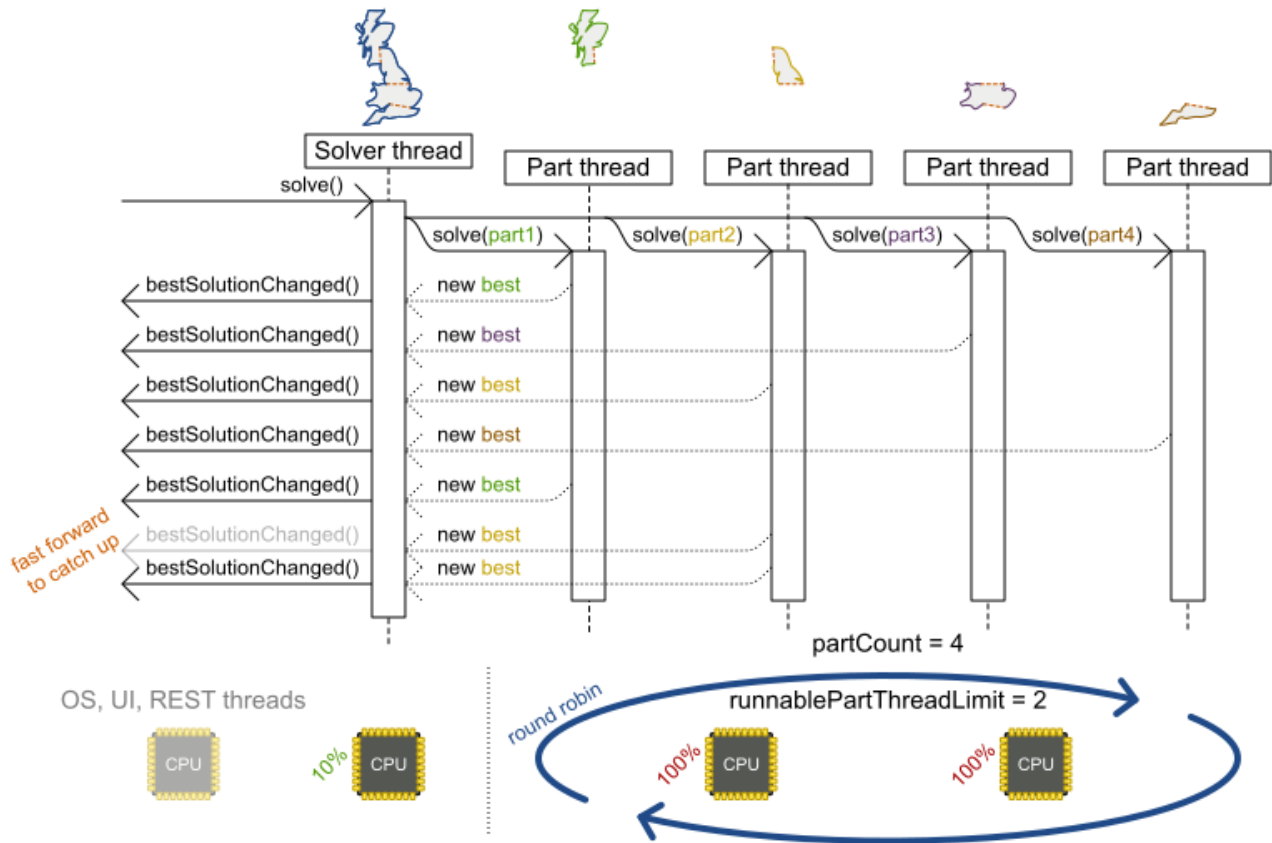 Solver thread
Part thread
Part thread
Part thread
Part thread
solve()
solve(part1)
solve(part2)
solve(part3)
solve(part4)
bestSolutionChanged()
new best
bestSolutionChanged()
new best
bestSolutionChanged()
new best
bestSolutionChanged()
new best
bestSolutionChanged()
new best
bestSolutionChanged()
new best
bestSolutionChanged()
new best
fast forward
to catch up
partCount = 4
OS, UI, REST threads
round robin
runnablePartThreadLimit = 2
CPU
10%
CPU
100%
CPU
100%
CPU